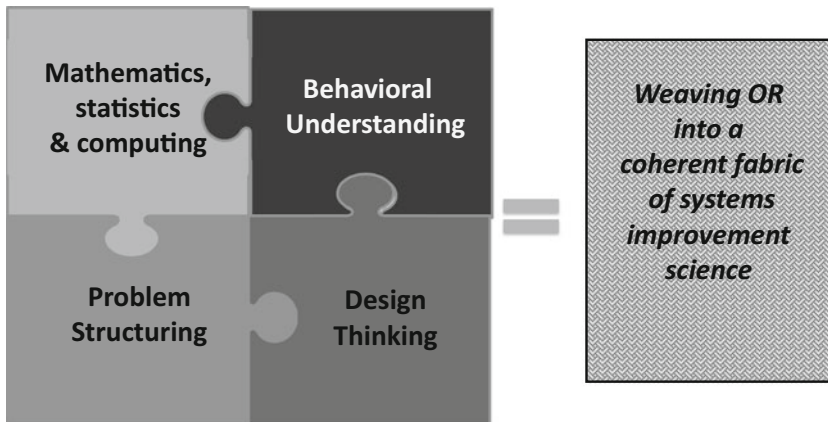 Mathematics,
statistics
& computing
Behavioral
Understanding
Problem
Structuring
Design
Thinking
Weaving OR
into a
coherent fabric
of systems
improvement
science